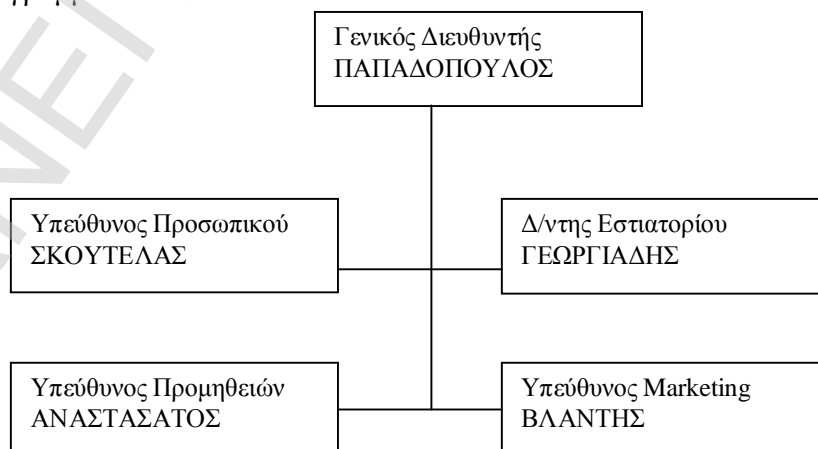 Γενικός Διευθυντής
ΠΑΠΑΔΟΠΟΥΛΟΣ
Υπεύθυνος Προσωπικού
ΣΚΟΥΤΕΛΑΣ
Δ/ντης Εστιατορίου
ΓΕΩΡΓΙΑΔΗΣ
Υπεύθυνος Προμηθειών
ΑΝΑΣΤΑΣΑΤΟΣ
Υπεύθυνος Marketing
ΒΛΑΝΤΗΣ